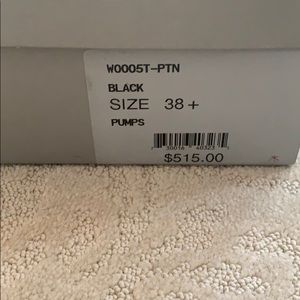 W0005T-PTN
BLACK
SIZE 38+
PUMPS
$515.00